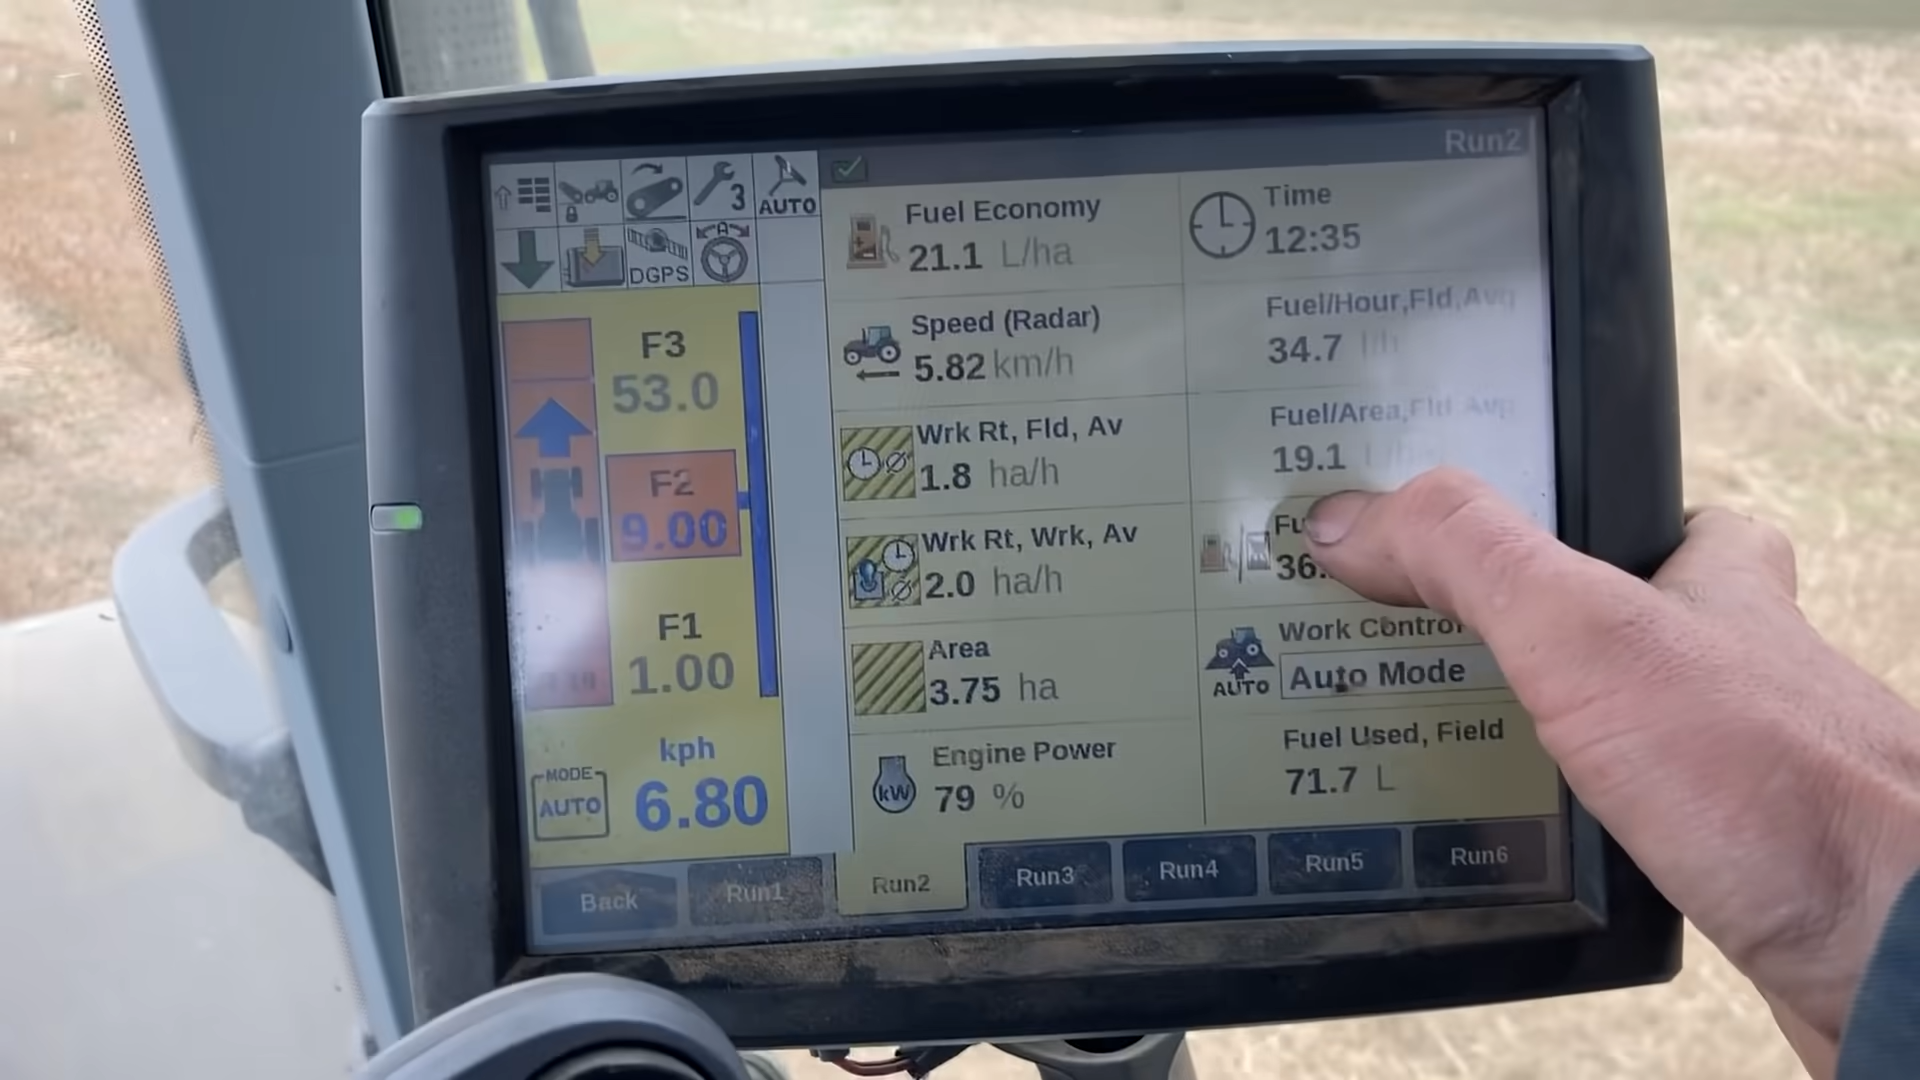 Run2
3
AUTO
DGPS
A
F3
53.0
F2
9.00
F1
1.00
kph
6.80
MODE
AUTO
Fuel Economy
21.1 L/ha
Speed (Radar)
5.82 km/h
Wrk Rt, Fld, Av
1.8 ha/h
Wrk Rt, Wrk, Av
2.0 ha/h
Area
3.75 ha
kW
Engine Power
79 %
Time
12:35
Fuel/Hour,Fld,Avg
34.7 l/h
Fuel/Area,Fld Avg
19.1
36.
AUTO
Work Control
Auto Mode
Fuel Used, Field
71.7 L
Back
Run1
Run2
Run3
Run4
Run5
Run6